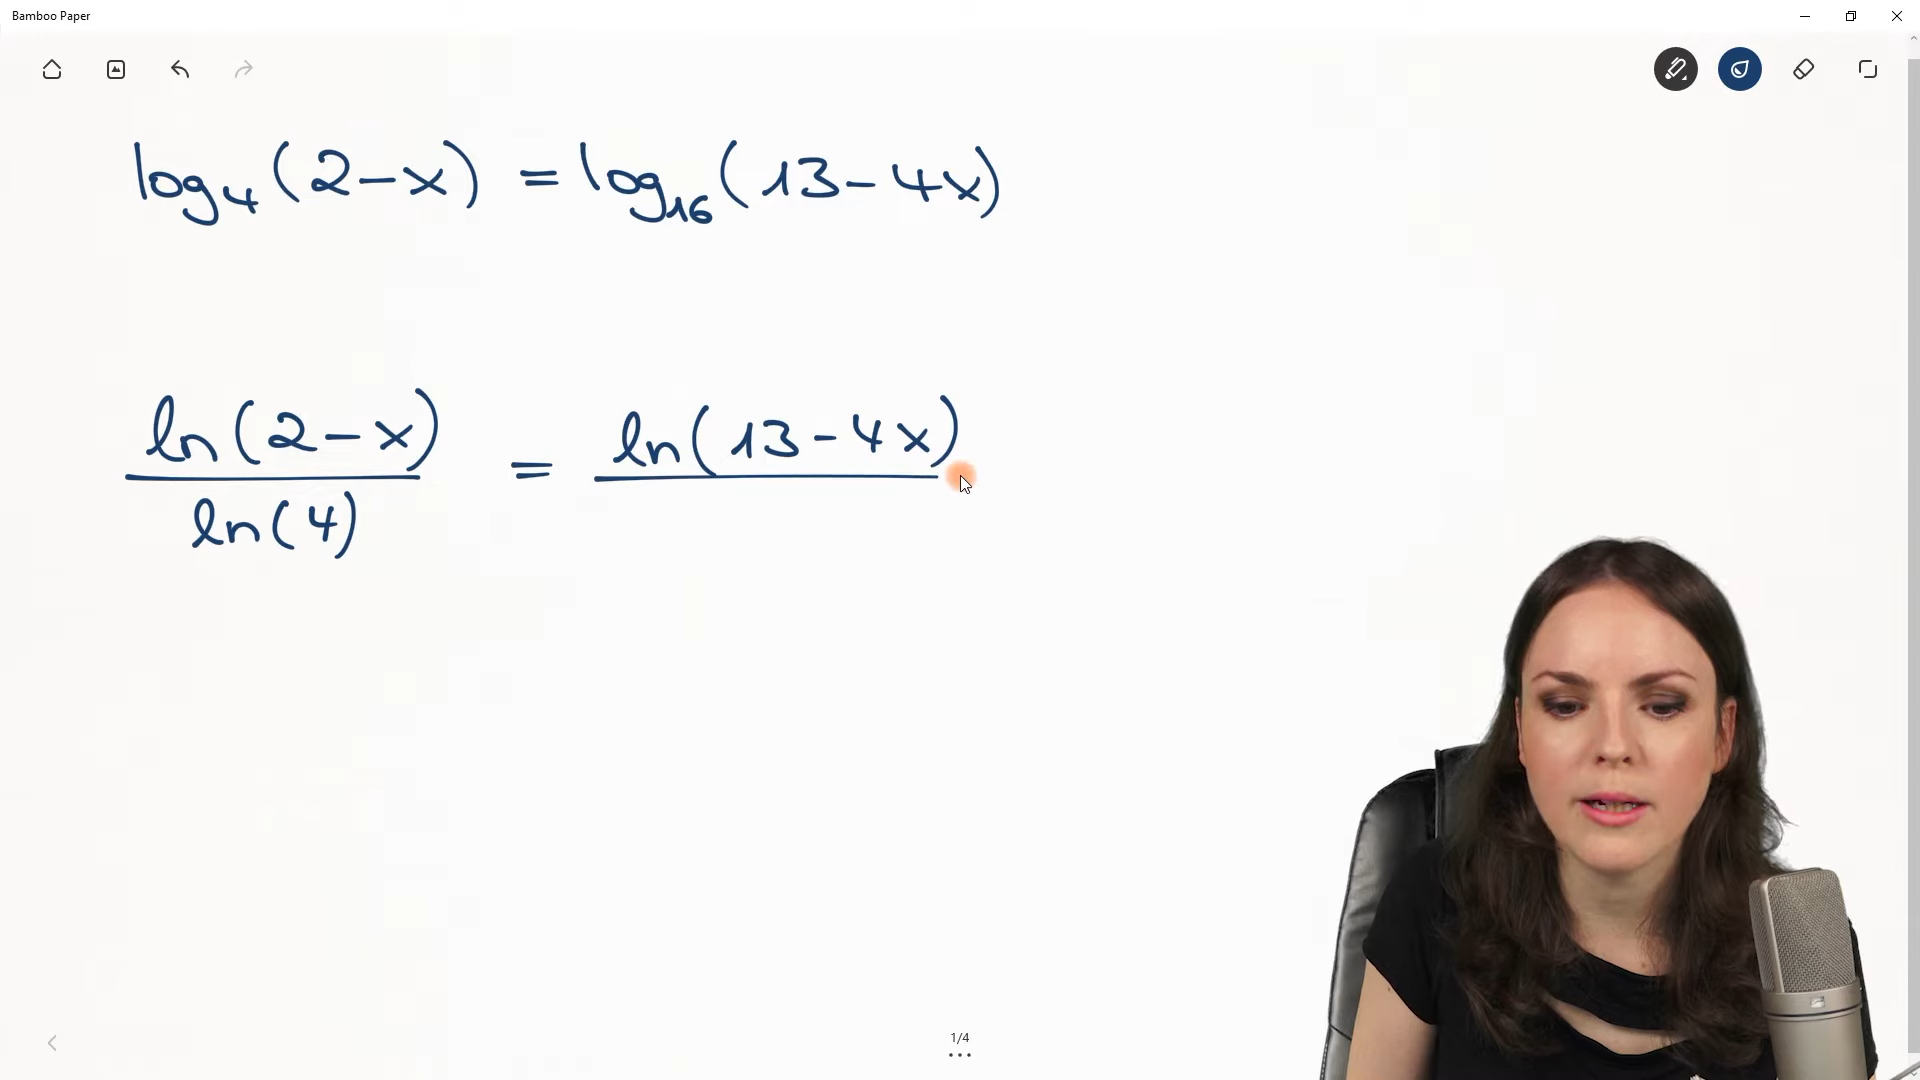 Bamboo Paper
log₄(2-x) = log₁₆(13-4x)
ln(2-x) / ln(4) = ln(13-4x) /
1/4